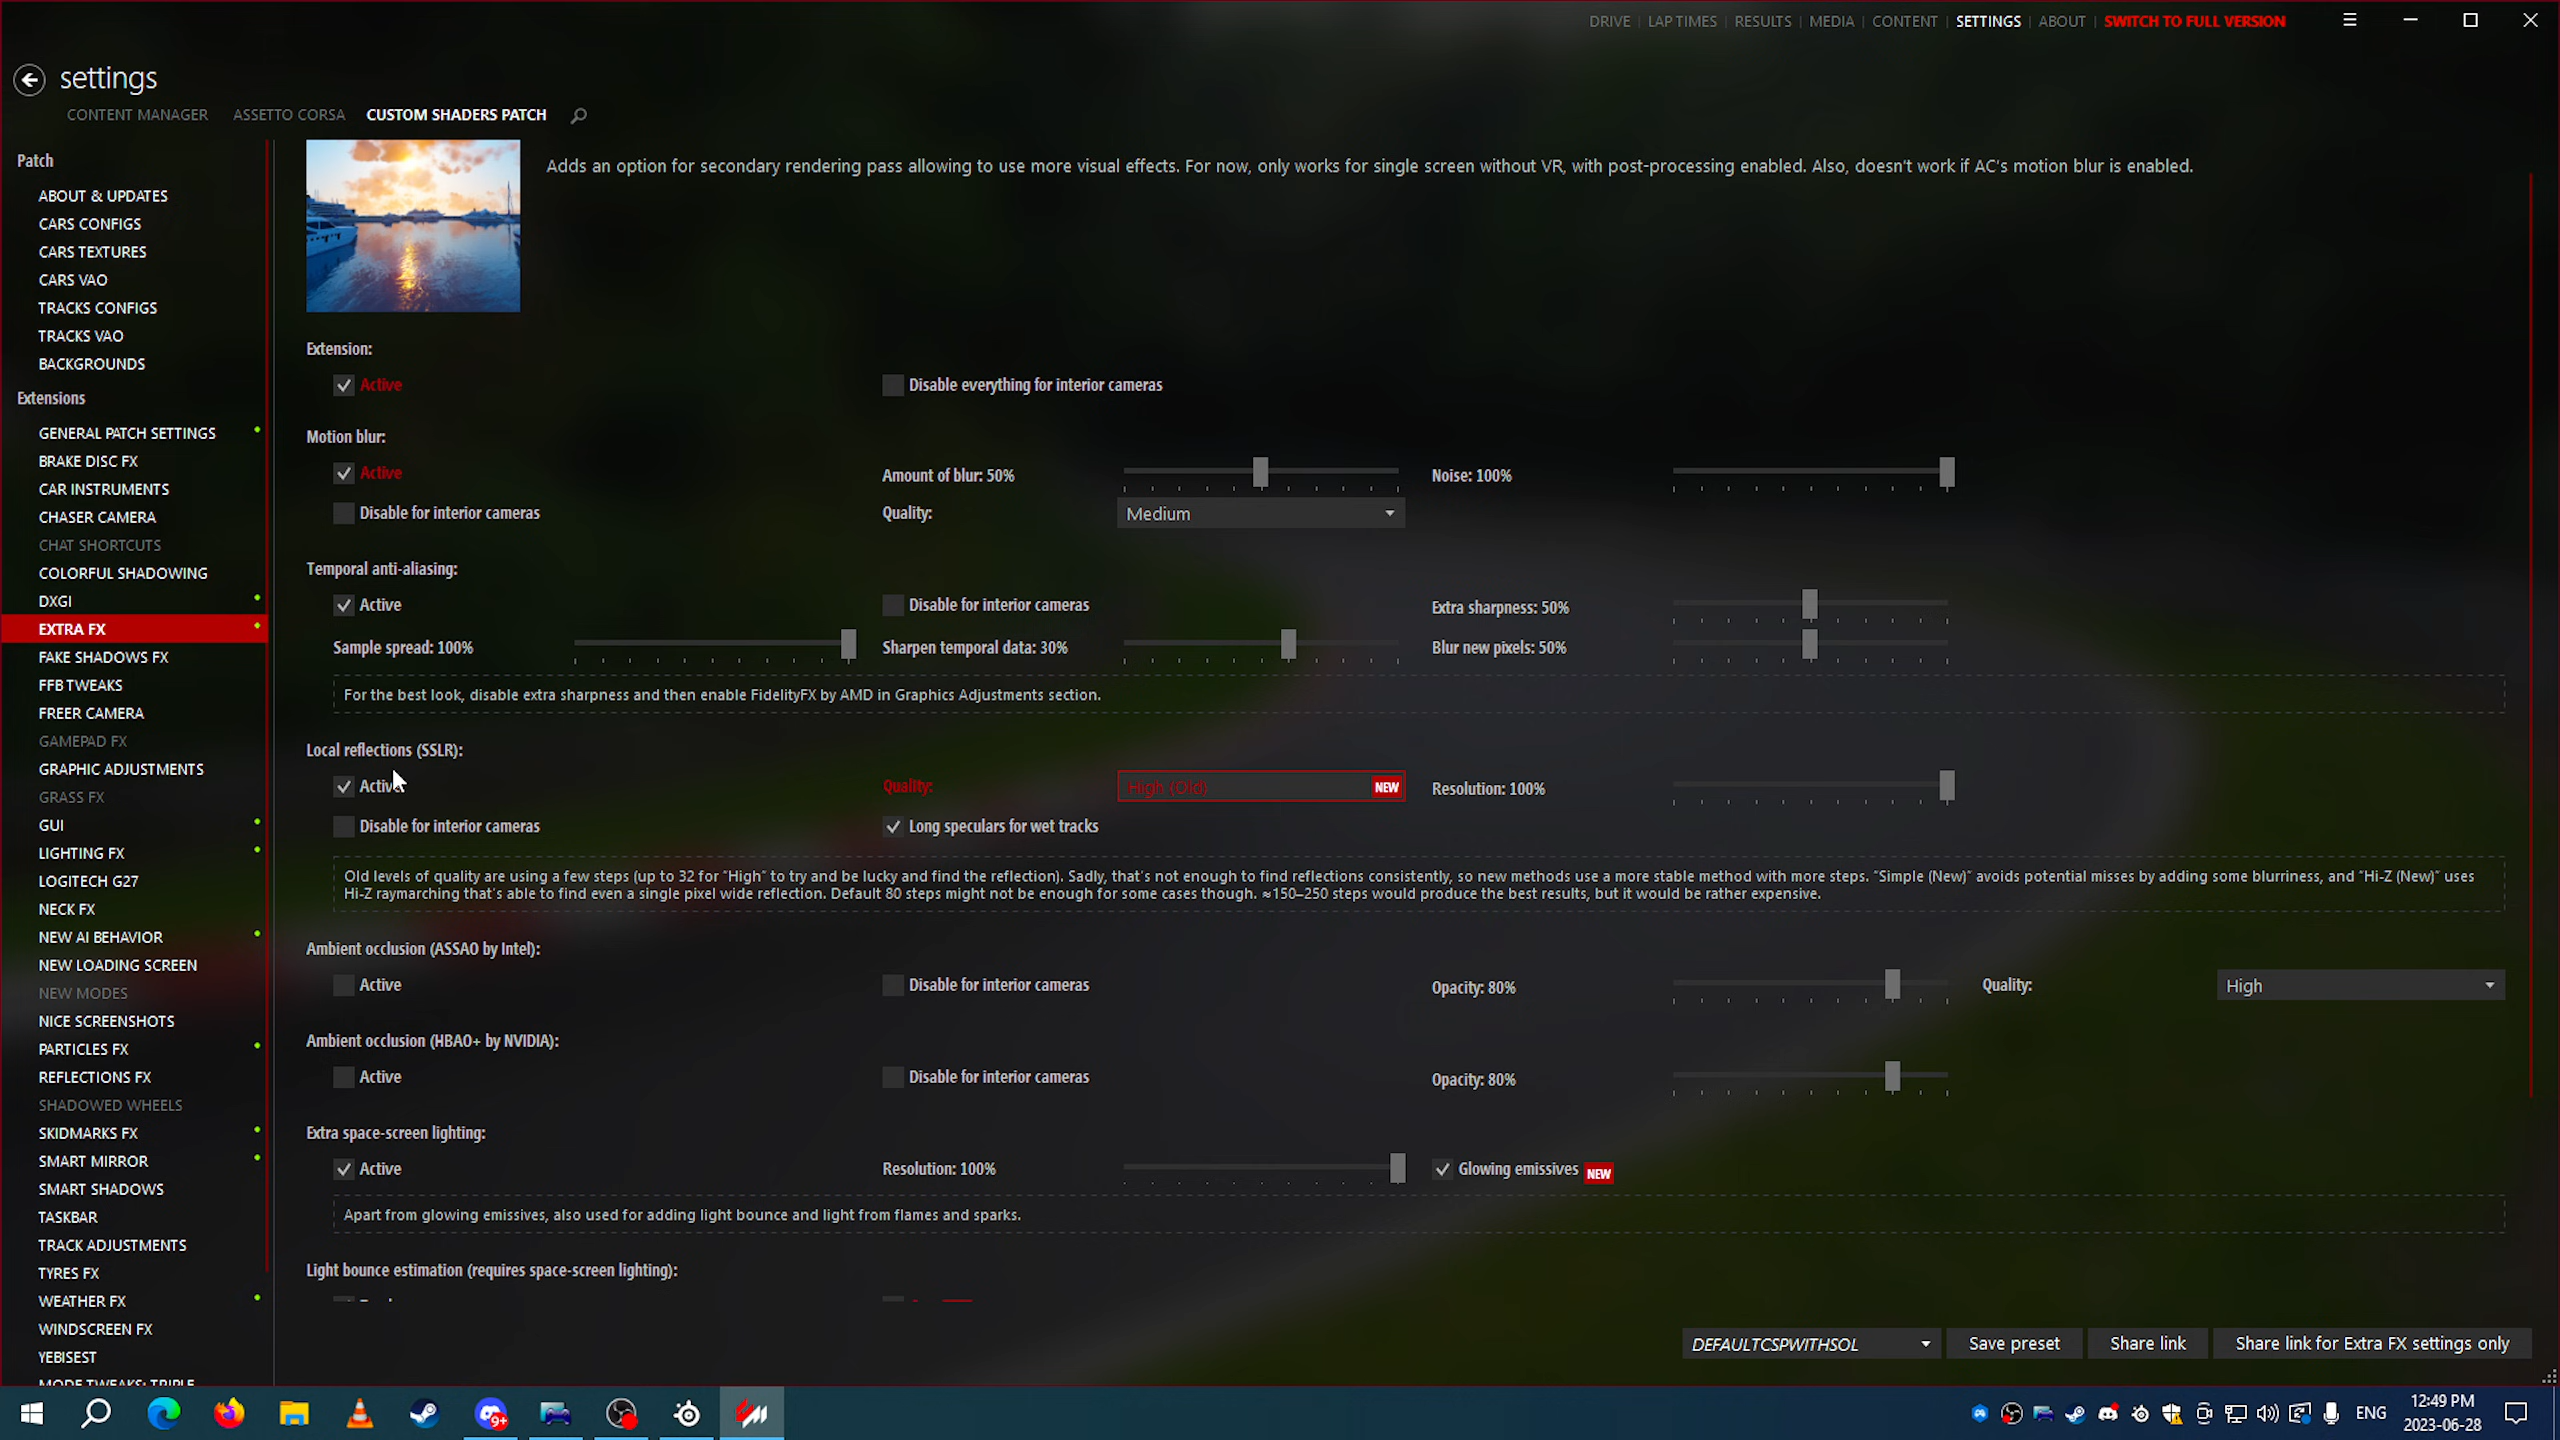 DRIVE | LAP TIMES | RESULTS | MEDIA | CONTENT | SETTINGS | ABOUT | SWITCH TO FULL VERSION
settings
CONTENT MANAGER ASSETTO CORSA CUSTOM SHADERS PATCH
Patch
ABOUT & UPDATES
CARS CONFIGS
CARS TEXTURES
CARS VAO
TRACKS CONFIGS
TRACKS VAO
BACKGROUNDS
Extensions
GENERAL PATCH SETTINGS
BRAKE DISC FX
CAR INSTRUMENTS
CHASER CAMERA
CHAT SHORTCUTS
COLORFUL SHADOWING
DXGI
EXTRA FX
FAKE SHADOWS FX
FFB TWEAKS
FREER CAMERA
GAMEPAD FX
GRAPHIC ADJUSTMENTS
GRASS FX
GUI
LIGHTING FX
LOGITECH G27
NECK FX
NEW AI BEHAVIOR
NEW LOADING SCREEN
NEW MODES
NICE SCREENSHOTS
PARTICLES FX
REFLECTIONS FX
SHADOWED WHEELS
SKIDMARKS FX
SMART MIRROR
SMART SHADOWS
TASKBAR
TRACK ADJUSTMENTS
TYRES FX
WEATHER FX
WINDSCREEN FX
YEBISEST
MODE TWEAKS: TRIPLE
Adds an option for secondary rendering pass allowing to use more visual effects. For now, only works for single screen without VR, with post-processing enabled. Also, doesn't work if AC's motion blur is enabled.
Extension:
Active Disable everything for interior cameras
Motion blur:
Active Amount of blur: 50% Noise: 100%
Disable for interior cameras Quality: Medium
Temporal anti-aliasing:
Active Disable for interior cameras Extra sharpness: 50%
Sample spread: 100% Sharpen temporal data: 30% Blur new pixels: 50%
For the best look, disable extra sharpness and then enable FidelityFX by AMD in Graphics Adjustments section.
Local reflections (SSLR):
Active Quality: High (Old) NEW Resolution: 100%
Disable for interior cameras Long speculars for wet tracks
Old levels of quality are using a few steps (up to 32 for "High" to try and be lucky and find the reflection). Sadly, that's not enough to find reflections consistently, so new methods use a more stable method with more steps. "Simple (New)" avoids potential misses by adding some blurriness, and "Hi-Z (New)" uses
Hi-Z raymarching that's able to find even a single pixel wide reflection. Default 80 steps might not be enough for some cases though. ≈150–250 steps would produce the best results, but it would be rather expensive.
Ambient occlusion (ASSAO by Intel):
Active Disable for interior cameras Opacity: 80% Quality: High
Ambient occlusion (HBAO+ by NVIDIA):
Active Disable for interior cameras Opacity: 80%
Extra space-screen lighting:
Active Resolution: 100% Glowing emissives NEW
Apart from glowing emissives, also used for adding light bounce and light from flames and sparks.
Light bounce estimation (requires space-screen lighting):
DEFAULTCSPWITHSOL Save preset Share link Share link for Extra FX settings only
9+
ENG
12:49 PM
2023-06-28